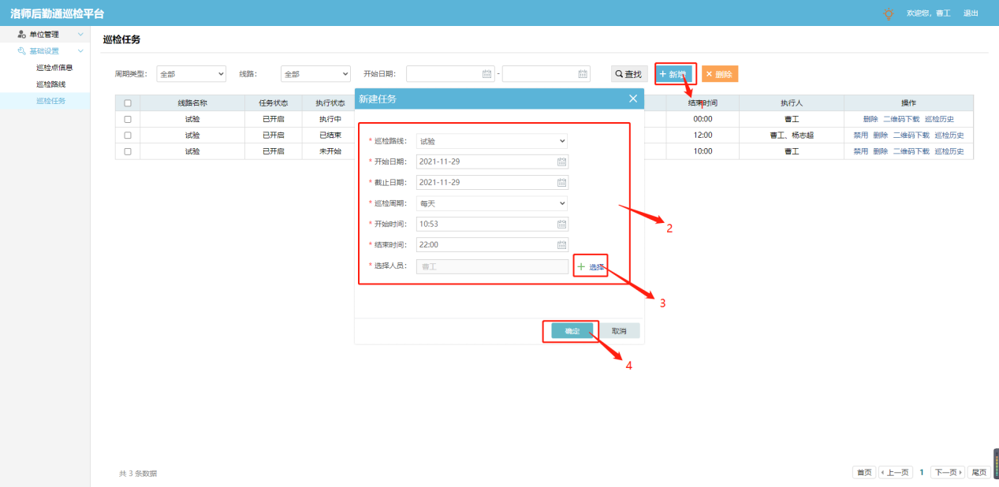 洛师后勤通巡检平台
欢迎您，曹工 退出
单位管理
基础设置
巡检点信息
巡检路线
巡检任务
巡检任务
周期类型： 全部 线路： 全部 开始日期： - 查找 + 新增 × 删除
线路名称 任务状态 执行状态 结束时间 执行人 操作
试验 已开启 执行中 00:00 曹工 删除 二维码下载 巡检历史
试验 已开启 已结束 12:00 曹工、杨志超 禁用 删除 二维码下载 巡检历史
试验 已开启 未开始 10:00 曹工 禁用 删除 二维码下载 巡检历史
新建任务
* 巡检路线： 试验
* 开始日期： 2021-11-29
* 截止日期： 2021-11-29
* 巡检周期： 每天
* 开始时间： 10:53
* 结束时间： 22:00
* 选择人员： 曹工 + 选择
确定 取消
1
2
3
4
共 3 条数据
首页 上一页 1 下一页 尾页